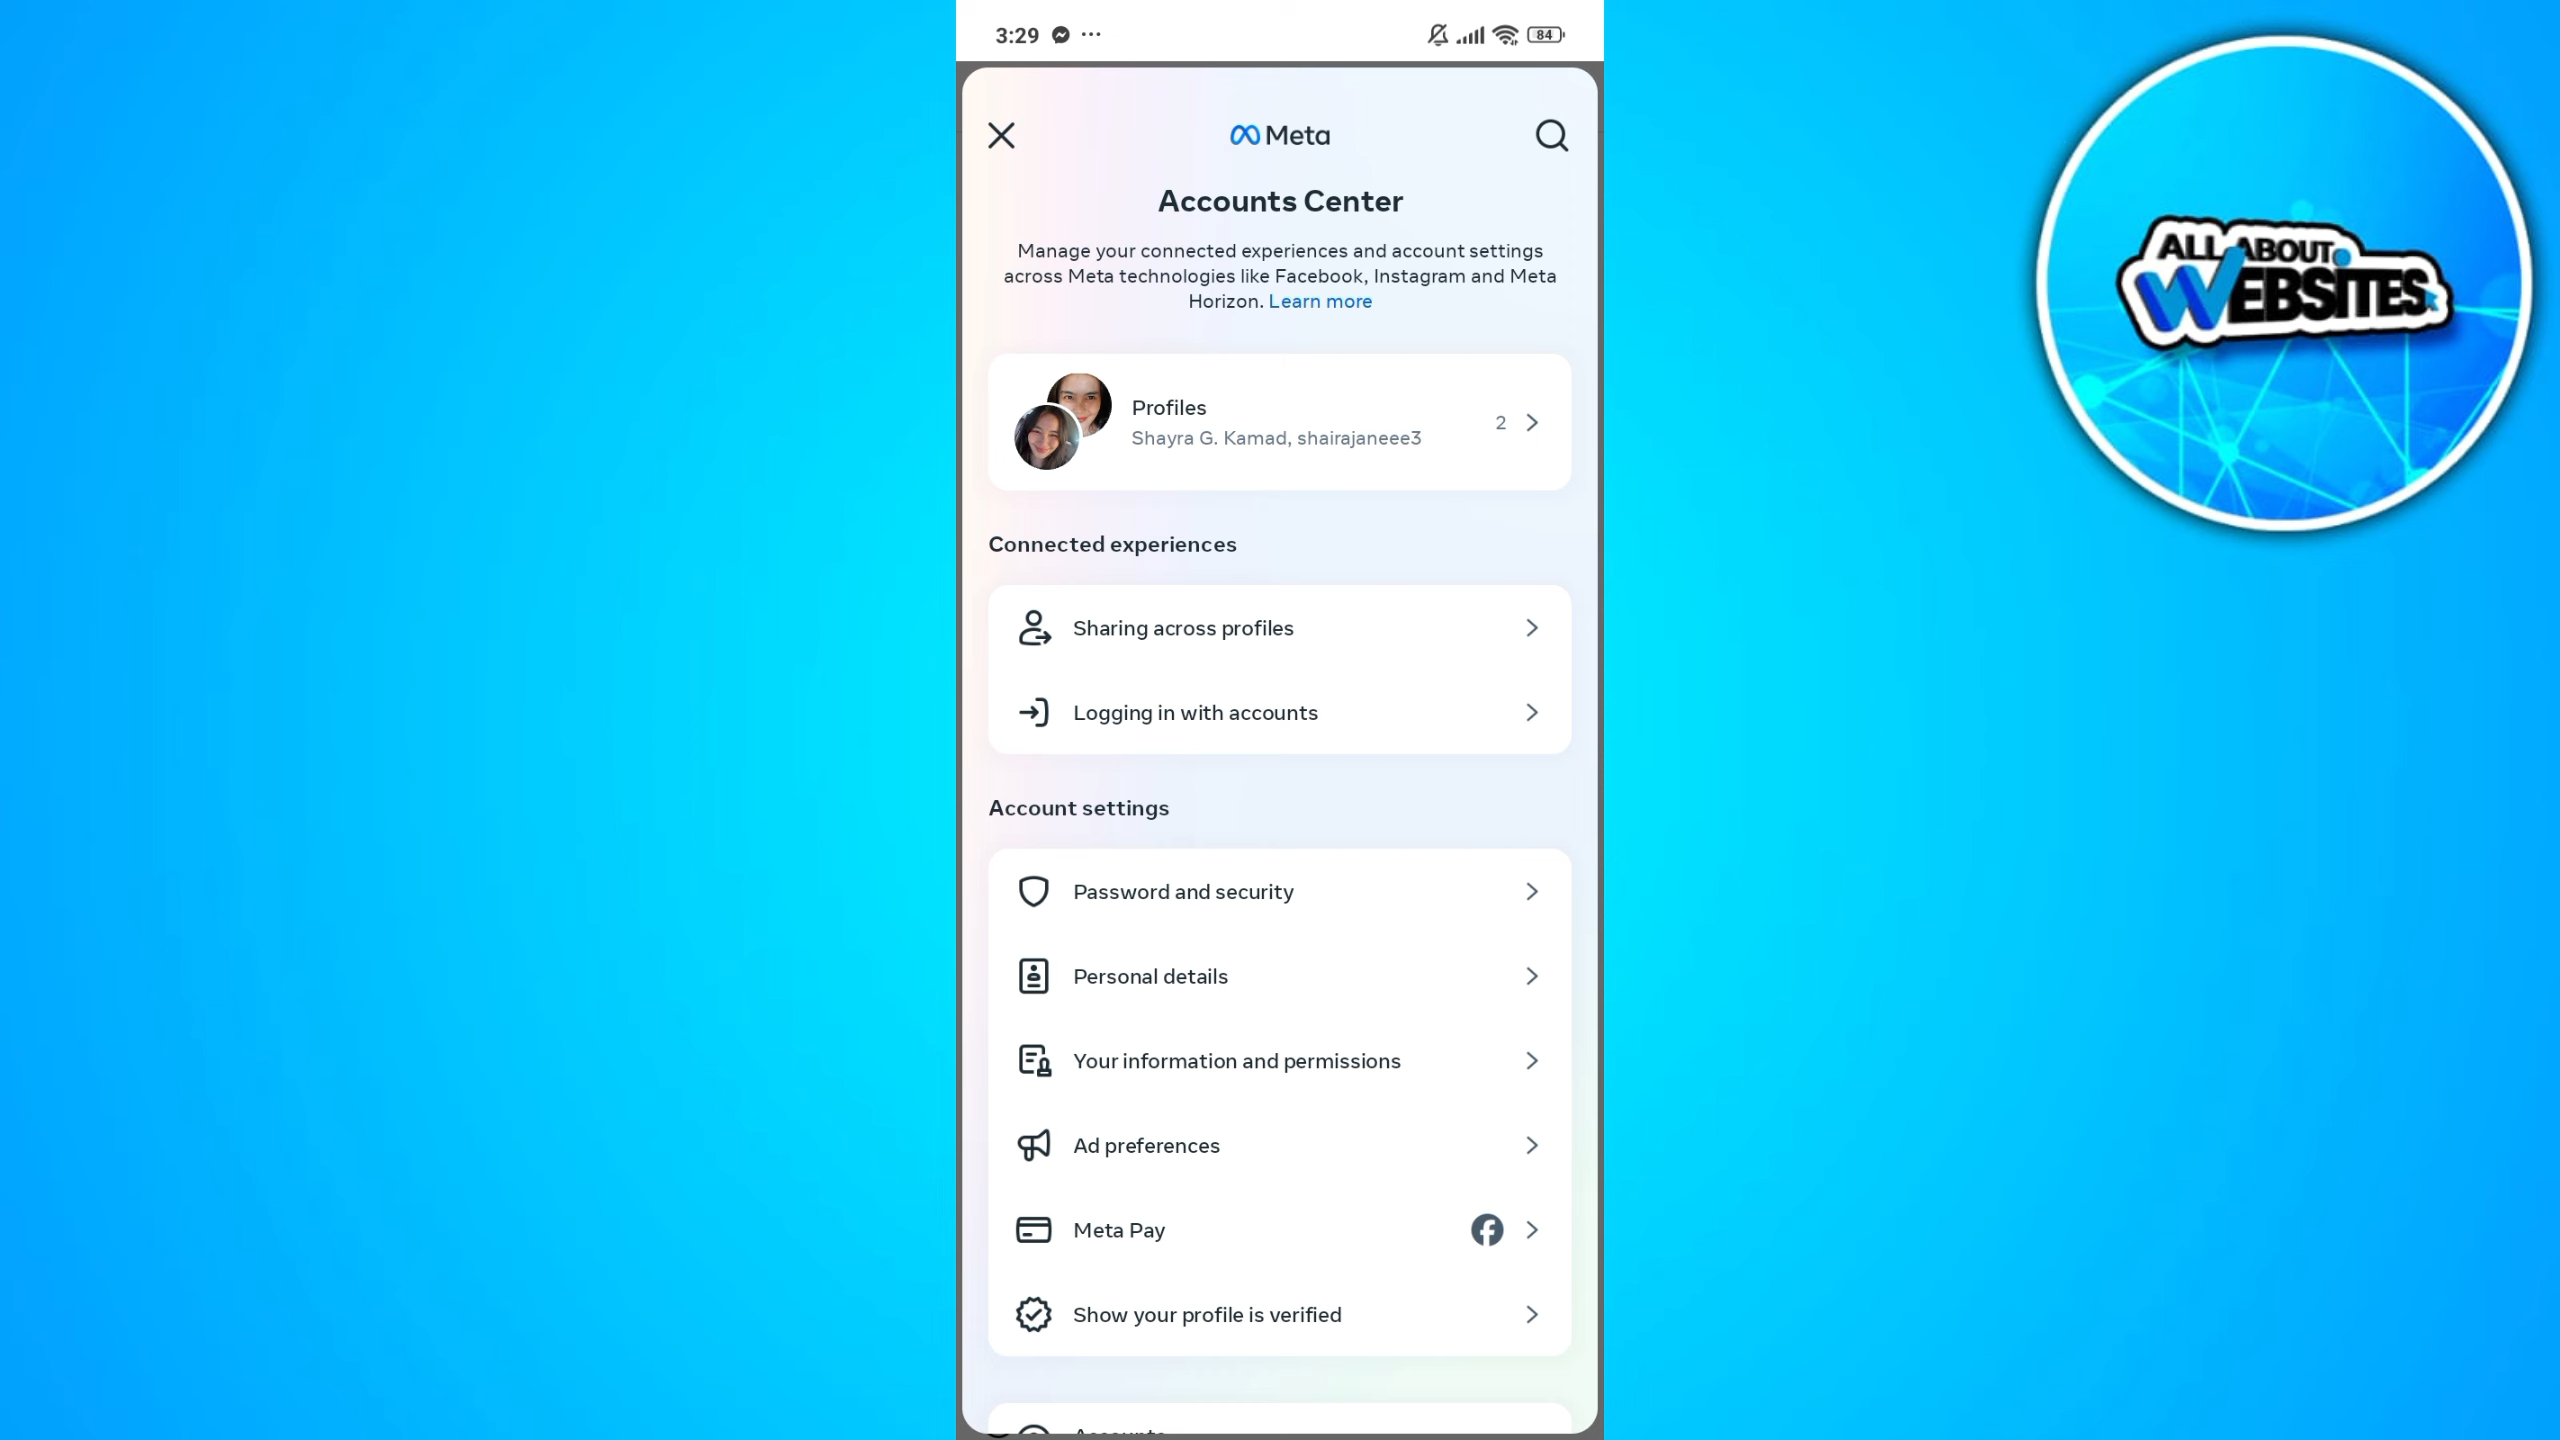 3:29
84
Meta
Accounts Center
Manage your connected experiences and account settings
across Meta technologies like Facebook, Instagram and Meta
Horizon. Learn more
Profiles
2
Shayra G. Kamad, shairajaneee3
Connected experiences
Sharing across profiles
Logging in with accounts
Account settings
Password and security
Personal details
Your information and permissions
Ad preferences
Meta Pay
Show your profile is verified
Accounts
ALL ABOUT
WEBSITES